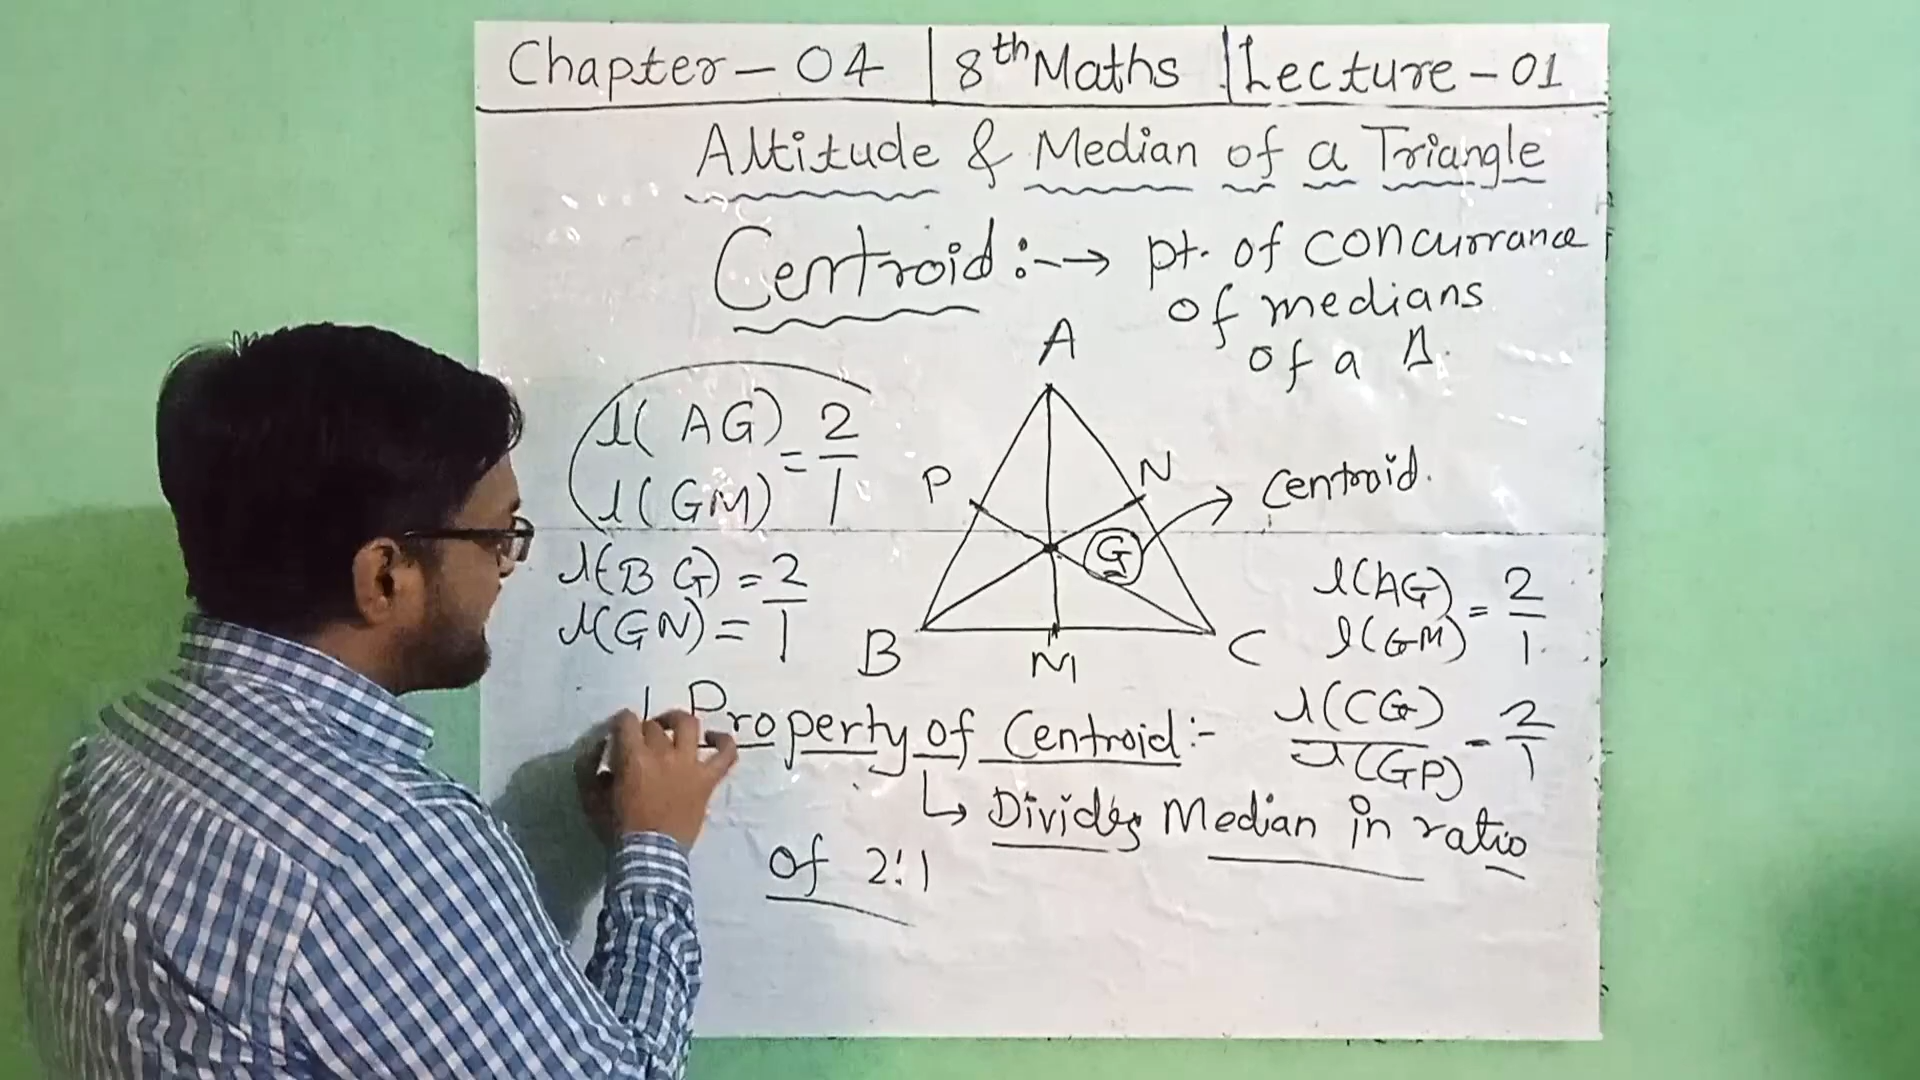 Chapter - 04 | 8th Maths | Lecture - 01
Altitude & Median of a Triangle
Centroid :-→ pt. of concurrance
of medians
of a Δ.
A
l(AG) = 2
l(GM) 1
P
N
Centroid.
G
l(BG) = 2
l(GN) = 1
B
M
C
l(AG) = 2
l(GM) 1
Property of Centroid :-
l(CG) = 2
l(GP) 1
↳ Divides Median in ratio
of 2:1